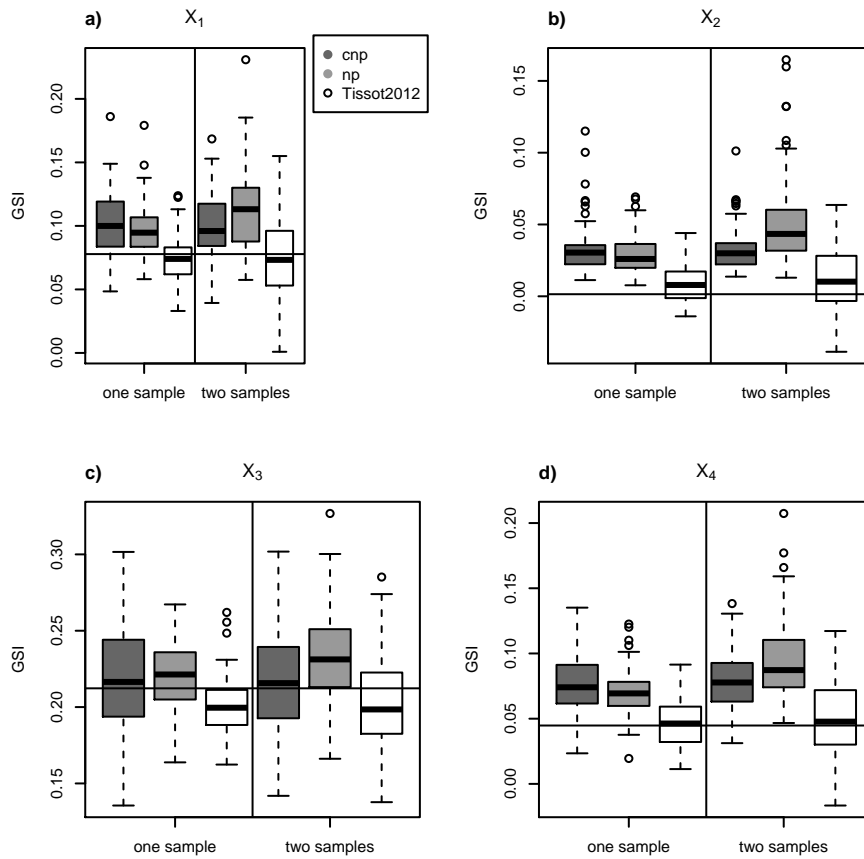 a) X1
GSI
0.00 0.05 0.10 0.15 0.20
one sample two samples
cnp
np
Tissot2012
b) X2
GSI
0.00 0.05 0.10 0.15
one sample two samples
c) X3
GSI
0.15 0.20 0.25 0.30
one sample two samples
d) X4
GSI
0.00 0.05 0.10 0.15 0.20
one sample two samples